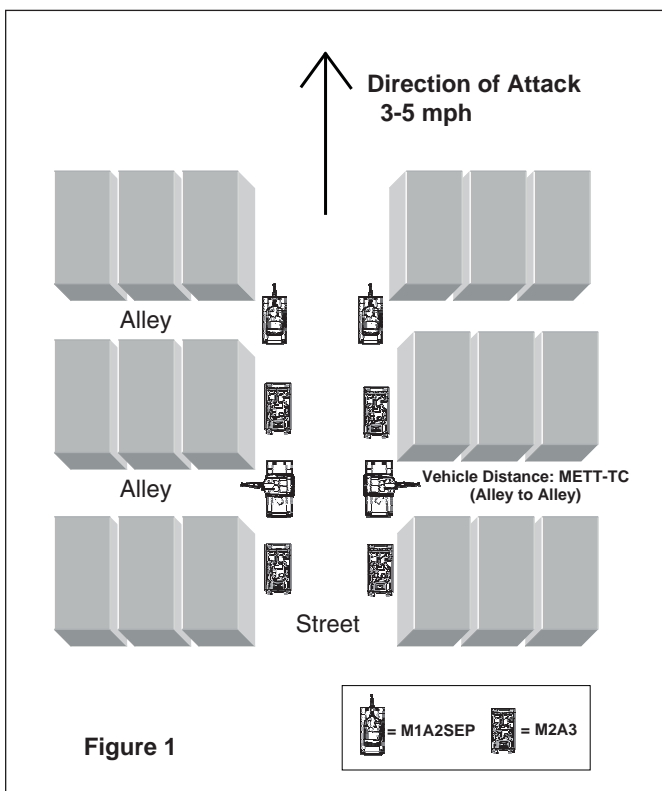 Direction of Attack
3-5 mph
Alley
Alley
Vehicle Distance: METT-TC
(Alley to Alley)
Street
Figure 1
= M1A2SEP
= M2A3